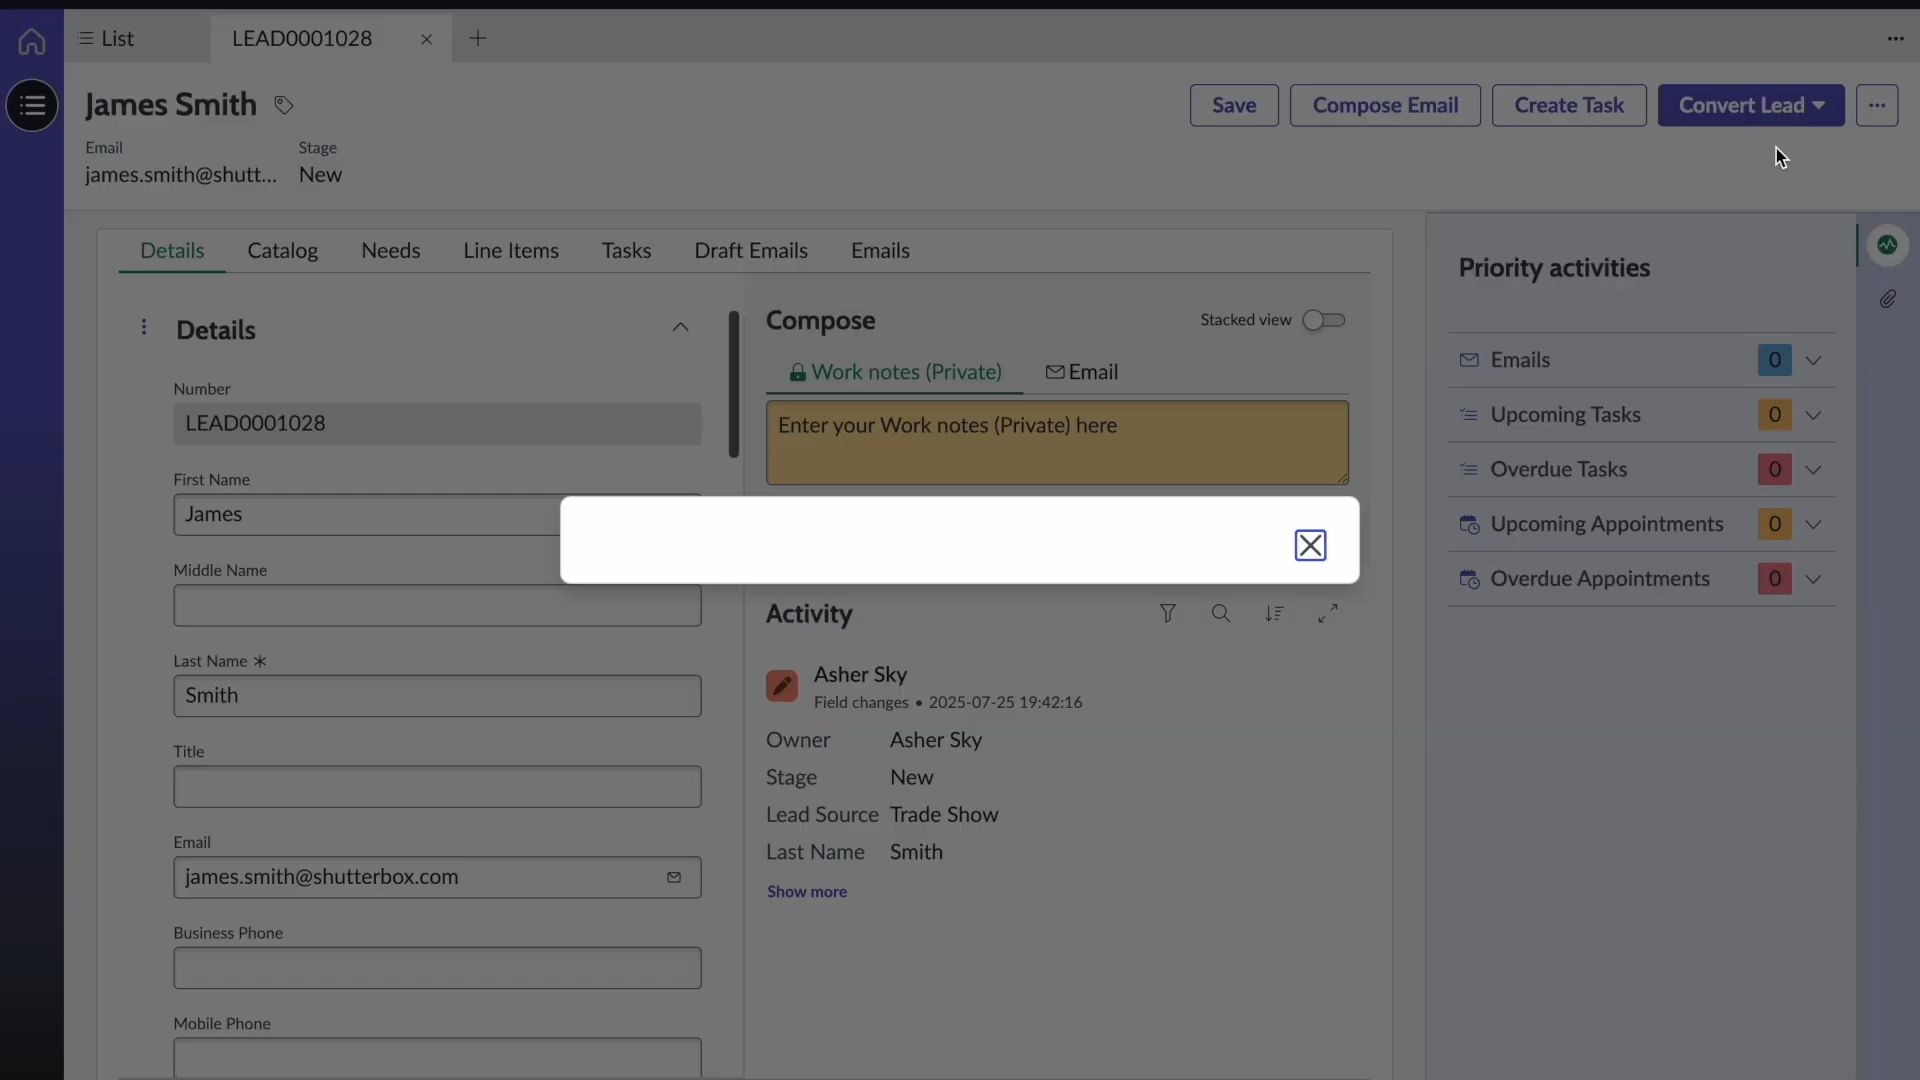 List
LEAD0001028
James Smith
Save
Compose Email
Create Task
Convert Lead
Email
Stage
james.smith@shutt...
New
Details
Catalog
Needs
Line Items
Tasks
Draft Emails
Emails
Details
Number
LEAD0001028
First Name
James
Middle Name
Last Name *
Smith
Title
Email
james.smith@shutterbox.com
Business Phone
Mobile Phone
Compose
Stacked view
Work notes (Private)
Email
Enter your Work notes (Private) here
Activity
Asher Sky
Field changes • 2025-07-25 19:42:16
Owner Asher Sky
Stage New
Lead Source Trade Show
Last Name Smith
Show more
Priority activities
Emails 0
Upcoming Tasks 0
Overdue Tasks 0
Upcoming Appointments 0
Overdue Appointments 0